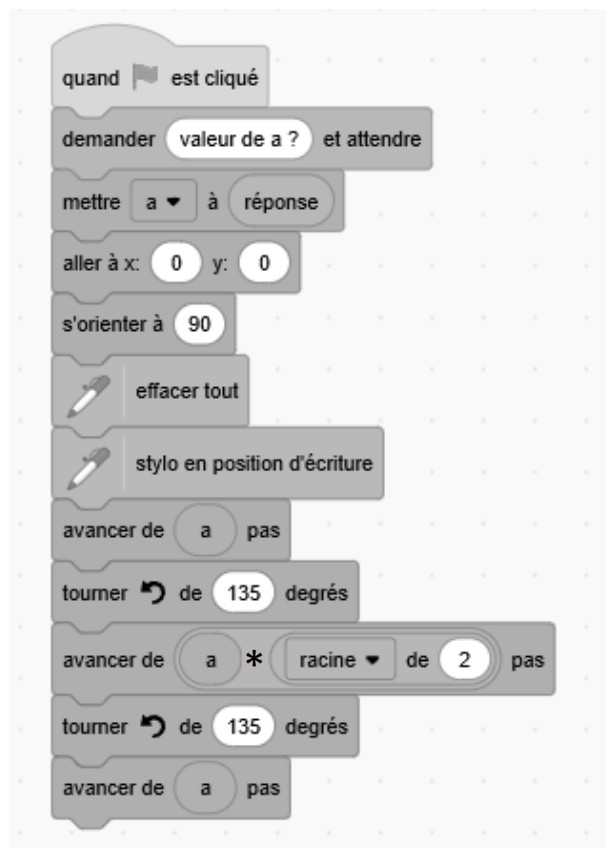 quand est cliqué
demander valeur de a ? et attendre
mettre a à réponse
aller à x: 0 y: 0
s'orienter à 90
effacer tout
stylo en position d'écriture
avancer de a pas
tourner de 135 degrés
avancer de a * racine de 2 pas
tourner de 135 degrés
avancer de a pas